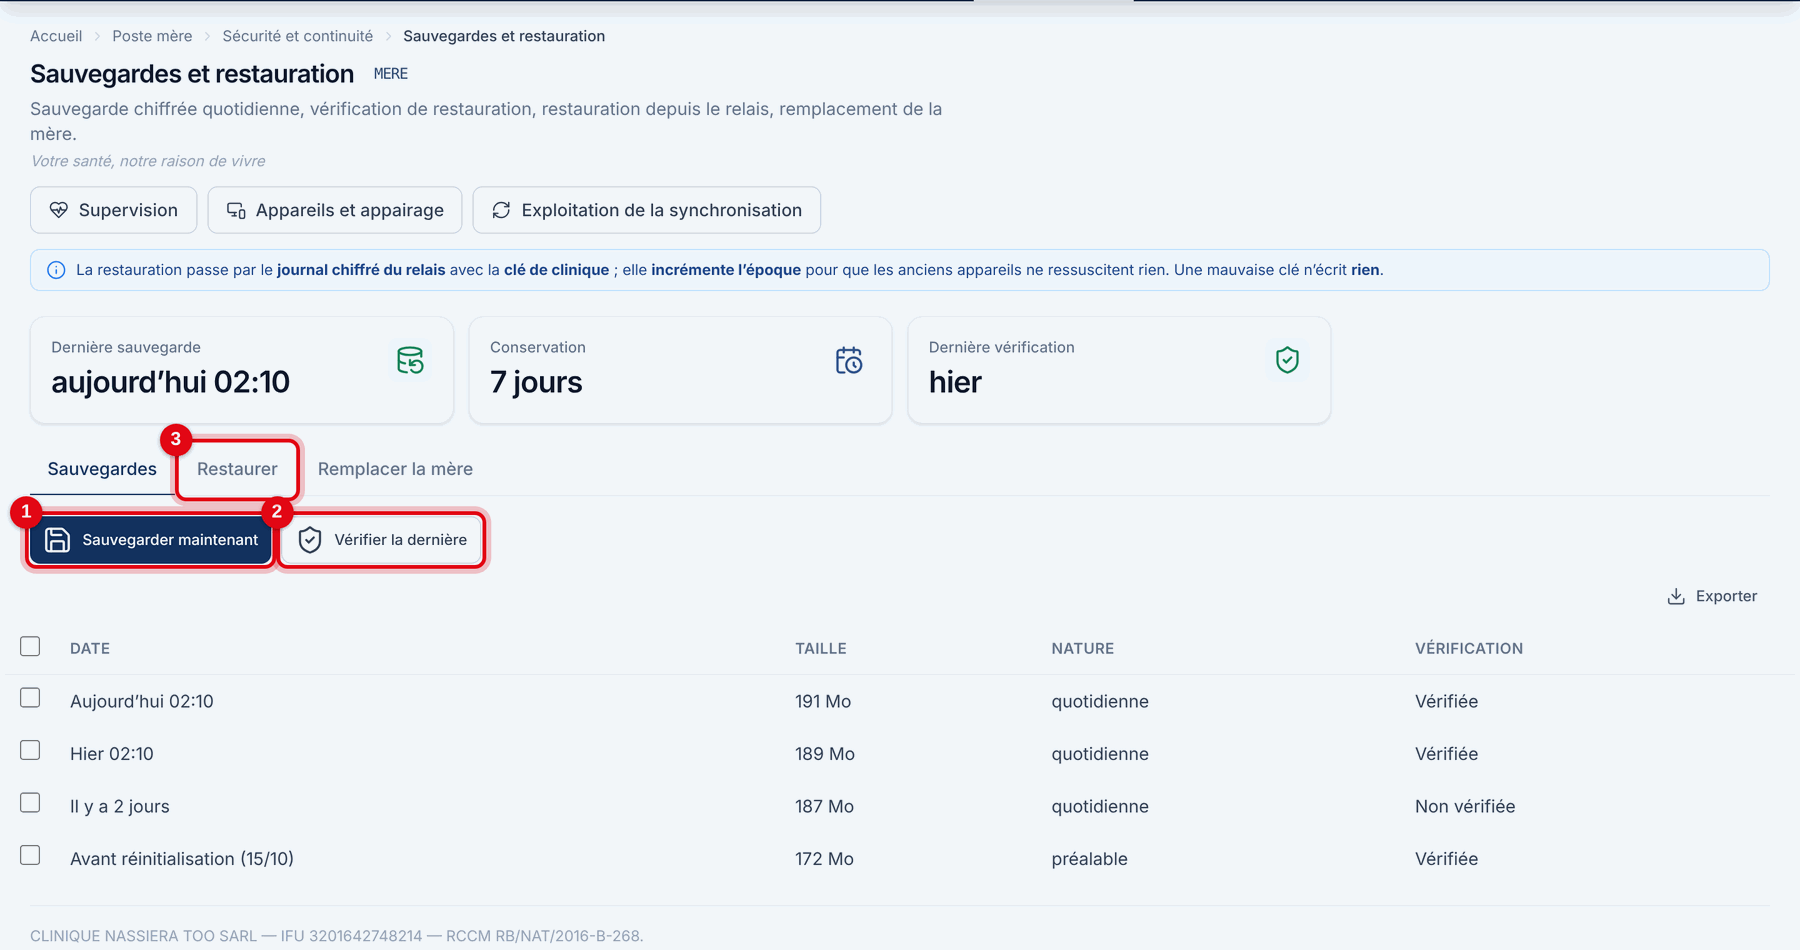 Accueil > Poste mère > Sécurité et continuité > Sauvegardes et restauration
Sauvegardes et restauration MERE
Sauvegarde chiffrée quotidienne, vérification de restauration, restauration depuis le relais, remplacement de la
mère.
Votre santé, notre raison de vivre
Supervision Appareils et appairage Exploitation de la synchronisation
La restauration passe par le journal chiffré du relais avec la clé de clinique ; elle incrémente l’époque pour que les anciens appareils ne ressuscitent rien. Une mauvaise clé n’écrit rien.
Dernière sauvegarde Conservation Dernière vérification
aujourd’hui 02:10 7 jours hier
3
Sauvegardes Restaurer Remplacer la mère
1 2
Sauvegarder maintenant Vérifier la dernière
Exporter
DATE TAILLE NATURE VÉRIFICATION
Aujourd’hui 02:10 191 Mo quotidienne Vérifiée
Hier 02:10 189 Mo quotidienne Vérifiée
Il y a 2 jours 187 Mo quotidienne Non vérifiée
Avant réinitialisation (15/10) 172 Mo préalable Vérifiée
CLINIQUE NASSIERA TOO SARL — IFU 3201642748214 — RCCM RB/NAT/2016-B-268.